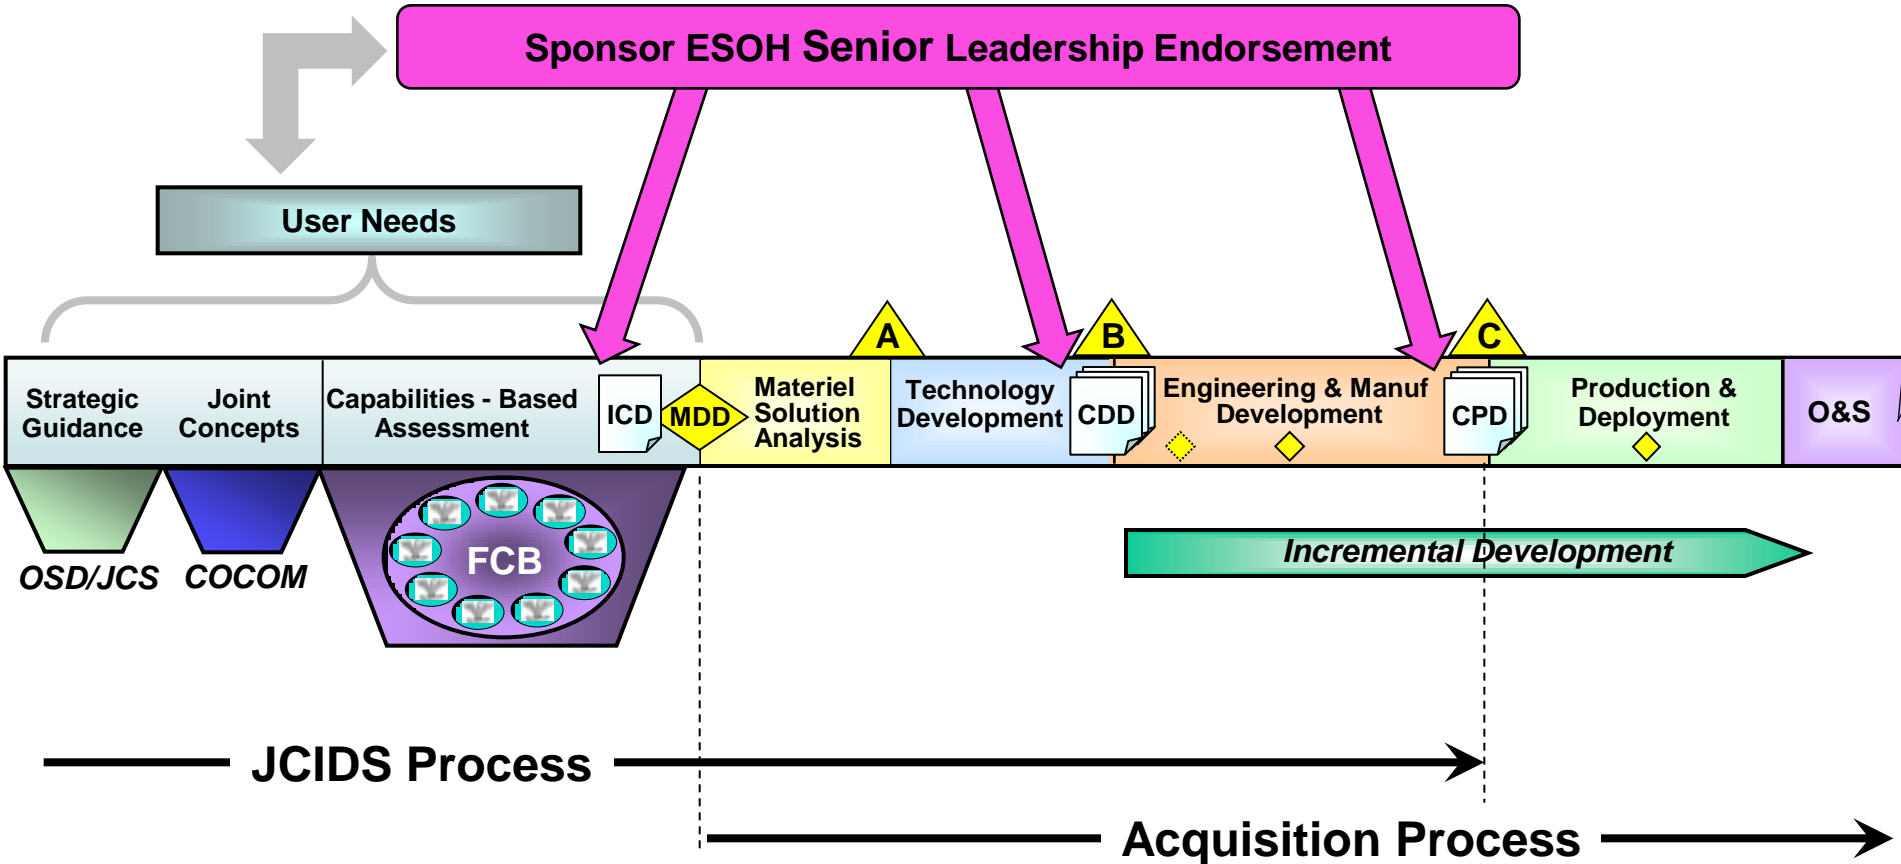 Sponsor ESOH Senior Leadership Endorsement
User Needs
A
B
C
Strategic
Guidance
Joint
Concepts
Capabilities - Based
Assessment
ICD
MDD
Materiel
Solution
Analysis
Technology
Development
CDD
Engineering & Manuf
Development
CPD
Production &
Deployment
O&S
OSD/JCS
COCOM
FCB
Incremental Development
JCIDS Process
Acquisition Process